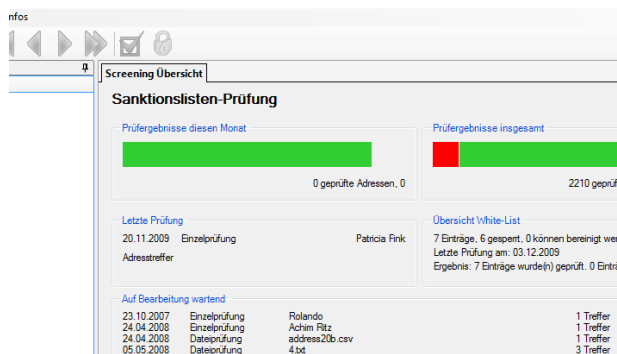 nfos
Screening Übersicht
Sanktionslisten-Prüfung
Prüfergebnisse diesen Monat
Prüfergebnisse insgesamt
0 geprüfte Adressen, 0
2210 geprüf
Letzte Prüfung
Übersicht White-List
20.11.2009 Einzelprüfung Patricia Fink
7 Einträge, 6 gesperrt, 0 können bereinigt wer
Letzte Prüfung am: 03.12.2009
Adresstreffer
Ergebnis: 7 Einträge wurde(n) geprüft. 0 Eintr
Auf Bearbeitung wartend
23.10.2007 Einzelprüfung Rolando 1 Treffer
24.04.2008 Einzelprüfung Achim Ritz 1 Treffer
24.04.2008 Dateiprüfung address20b.csv 1 Treffer
05.05.2008 Dateiprüfung 4.txt 3 Treffer